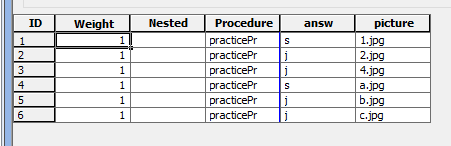 ID Weight Nested Procedure answ picture
1 1 practicePr s 1.jpg
2 1 practicePr j 2.jpg
3 1 practicePr j 4.jpg
4 1 practicePr s a.jpg
5 1 practicePr j b.jpg
6 1 practicePr j c.jpg